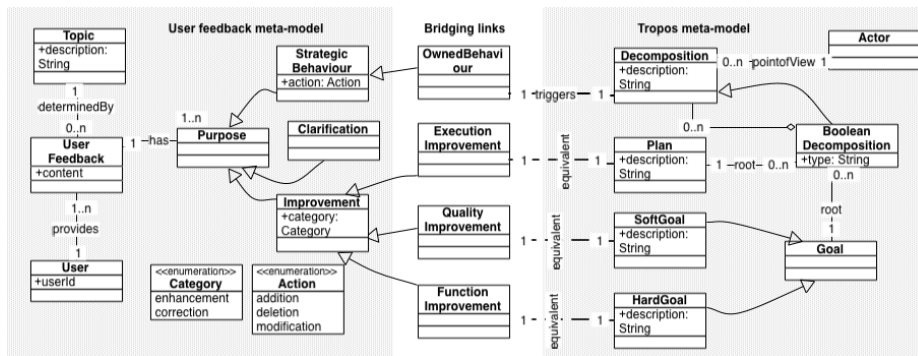 User feedback meta-model
Bridging links
Tropos meta-model
Topic
+description:
String
1
determinedBy
0..n
User
Feedback
+content
1
has
1..n
1..n
provides
1
User
+userId
Strategic
Behaviour
+action: Action
Purpose
Clarification
Improvement
+category:
Category
<<enumeration>>
Category
enhancement
correction
<<enumeration>>
Action
addition
deletion
modification
OwnedBehavi
our
1
triggers
1
Execution
Improvement
1
equivalent
1
Quality
Improvement
1
equivalent
1
Function
Improvement
1
equivalent
1
Decomposition
+description:
String
0..n
pointofView
1
Actor
0..n
Boolean
Decomposition
+type: String
Plan
+description:
String
1
root
0..n
0..n
root
1
SoftGoal
+description:
String
Goal
HardGoal
+description:
String